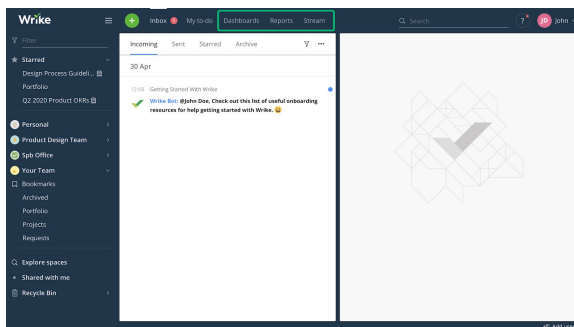 Wrike
Inbox
My to-do
Dashboards
Reports
Stream
Search
?
JD
John
Filter
Incoming
Sent
Starred
Archive
Starred
Design Process Guideli...
Portfolio
Q2 2020 Product OKRs
30 Apr
12:08 Getting Started With Wrike
Wrike Bot: @John Doe, Check out this list of useful onboarding
resources for help getting started with Wrike.
Personal
Product Design Team
Spb Office
Your Team
Bookmarks
Archived
Portfolio
Projects
Requests
Explore spaces
Shared with me
Recycle Bin